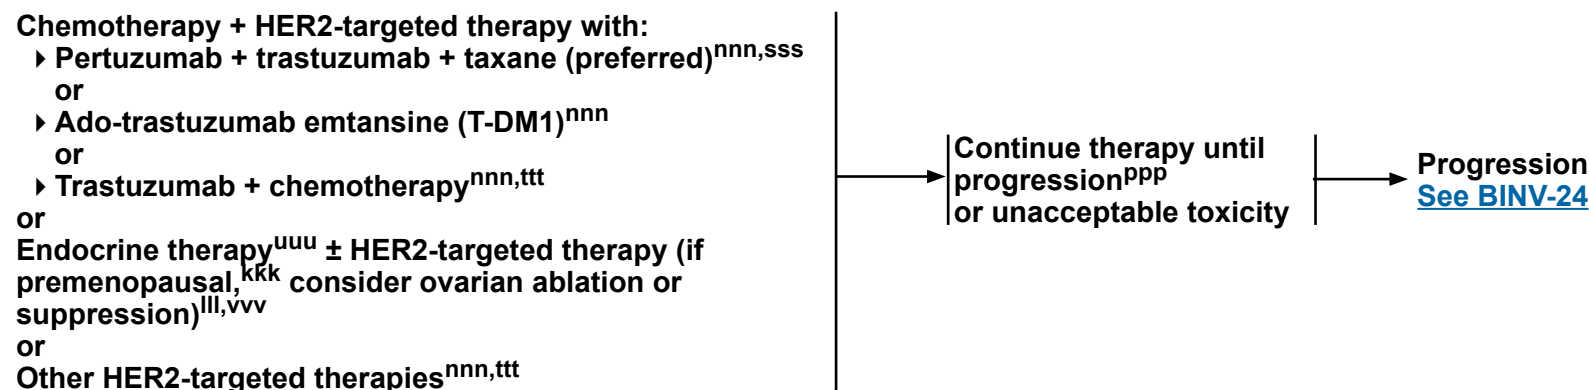 Chemotherapy + HER2-targeted therapy with:
▸ Pertuzumab + trastuzumab + taxane (preferred)nnn,sss
or
▸ Ado-trastuzumab emtansine (T-DM1)nnn
or
▸ Trastuzumab + chemotherapynnn,ttt
or
Endocrine therapyuuu ± HER2-targeted therapy (if
premenopausal,kkk consider ovarian ablation or
suppression)lll,vvv
or
Other HER2-targeted therapiesnnn,ttt
Continue therapy until
progressionppp
or unacceptable toxicity
Progression
See BINV-24